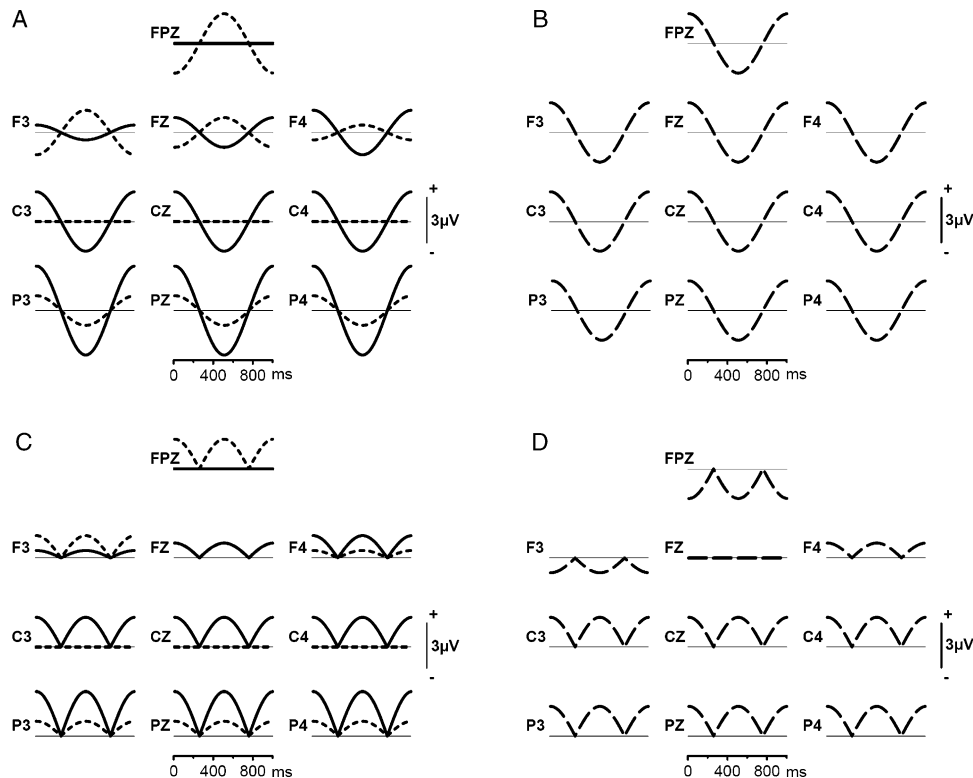 A
FPZ
F3 FZ F4
C3 CZ C4
+
3μV
-
P3 PZ P4
0 400 800 ms
B
FPZ
F3 FZ F4
C3 CZ C4
+
3μV
-
P3 PZ P4
0 400 800 ms
C
FPZ
F3 FZ F4
C3 CZ C4
+
3μV
-
P3 PZ P4
0 400 800 ms
D
FPZ
F3 FZ F4
C3 CZ C4
+
3μV
-
P3 PZ P4
0 400 800 ms